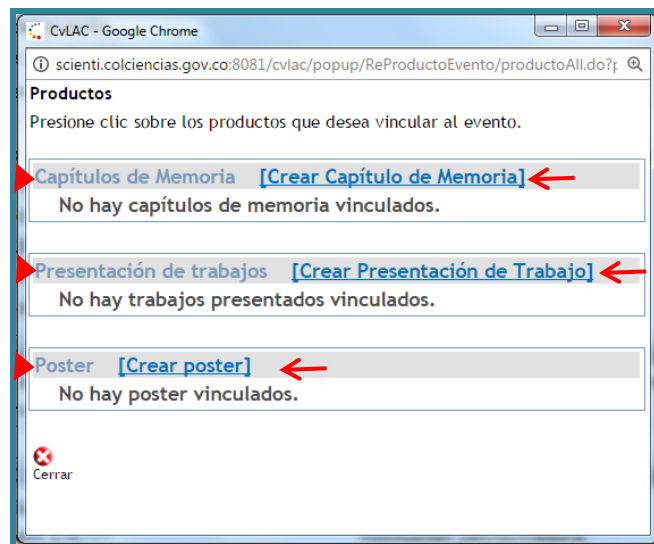 CvLAC - Google Chrome
scienti.colciencias.gov.co:8081/cvlac/popup/ReProductoEvento/productoAll.do?p
Productos
Presione clic sobre los productos que desea vincular al evento.
Capítulos de Memoria [Crear Capítulo de Memoria]
No hay capítulos de memoria vinculados.
Presentación de trabajos [Crear Presentación de Trabajo]
No hay trabajos presentados vinculados.
Poster [Crear poster]
No hay poster vinculados.
Cerrar